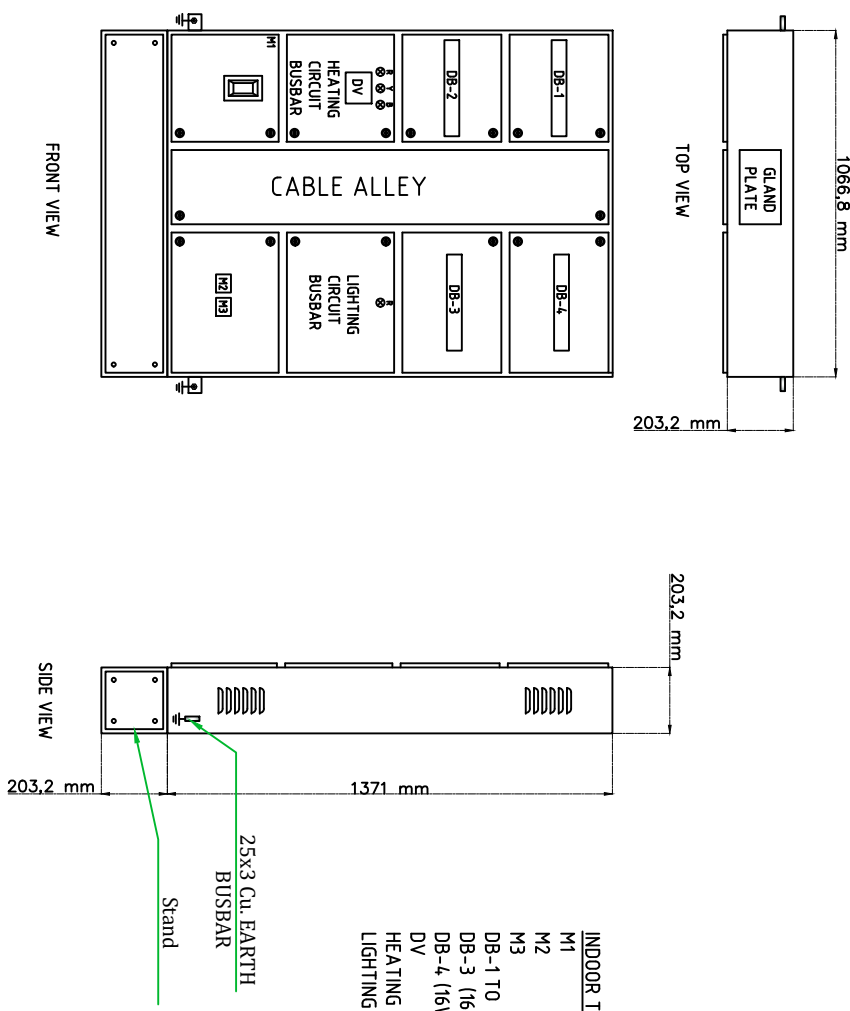 1066,8 mm
GLAND
PLATE
TOP VIEW
203,2 mm
DB-1
DB-2
R
Y
B
DV
HEATING
CIRCUIT
BUSBAR
M1
CABLE ALLEY
DB-4
DB-3
R
LIGHTING
CIRCUIT
BUSBAR
M2
M3
FRONT VIEW
203,2 mm
1371 mm
203,2 mm
SIDE VIEW
25x3 Cu. EARTH
BUSBAR
Stand
INDOOR T
M1
M2
M3
DB-1 TO
DB-3 (16
DB-4 (16
DV
HEATING
LIGHTING